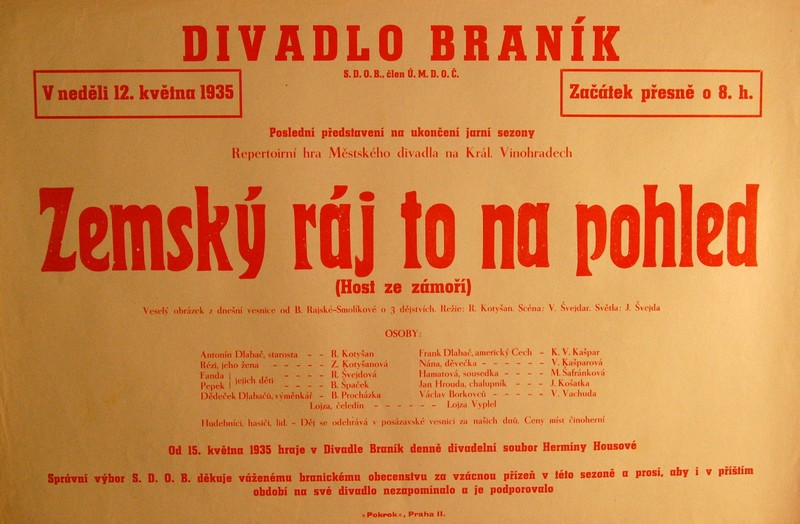 DIVADLO BRANÍK
S. D. O. B., člen Ú. M. D. O. Č.
V neděli 12. května 1935
Začátek přesně o 8. h.
Poslední představení na ukončení jarní sezony
Repertoirní hra Městského divadla na Král. Vinohradech
Zemský ráj to na pohled
(Host ze zámoří)
Veselý obrázek z dnešní vesnice od B. Rajské-Smolíkové o 3 dějstvích. Režie: R. Kotyšan. Scéna: V. Švejdar. Světla: J. Švejda
OSOBY:
Antonín Dlabač, starosta – – R. Kotyšan
Rézi, jeho žena – – – – – Z. Kotyšanová
Fanda } jejich děti – – – – – R. Švejdová
Pepek } – – – – – B. Špaček
Dědeček Dlabačů, výměnkář – B. Procházka
Frank Dlabač, americký Čech – K. V. Kašpar
Nána, děvečka – – – – – – V. Kašparová
Hamatová, sousedka – – – – M. Šafránková
Jan Hrouda, chalupník – – – J. Košatka
Václav Borkovců – – – – – V. Vachuda
Lojza, čeledín – – – – – – Lojza Vyplel
Hudebníci, hasiči, lid. – Děj se odehrává v posázavské vesnici za našich dnů. Ceny míst činoherní
Od 15. května 1935 hraje v Divadle Braník denně divadelní soubor Herminy Housové
Správní výbor S. D. O. B. děkuje váženému branickému obecenstvu za vzácnou přízeň v této sezoně a prosí, aby i v příštím
období na své divadlo nezapomínalo a je podporovalo
»Pokrok«, Praha II.